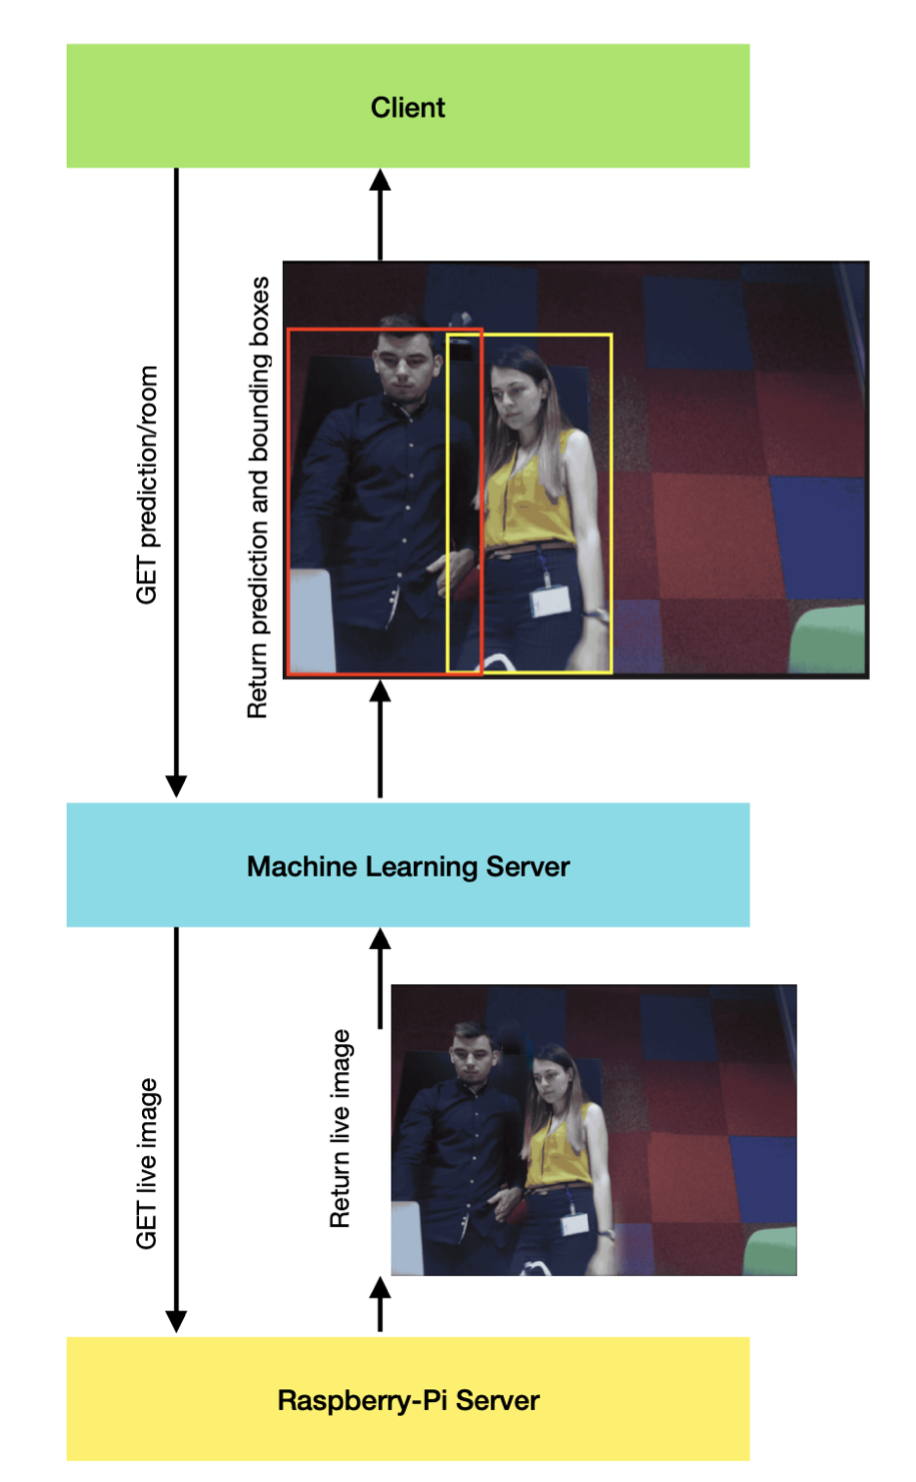 Client
GET prediction/room
Return prediction and bounding boxes
Machine Learning Server
GET live image
Return live image
Raspberry-Pi Server